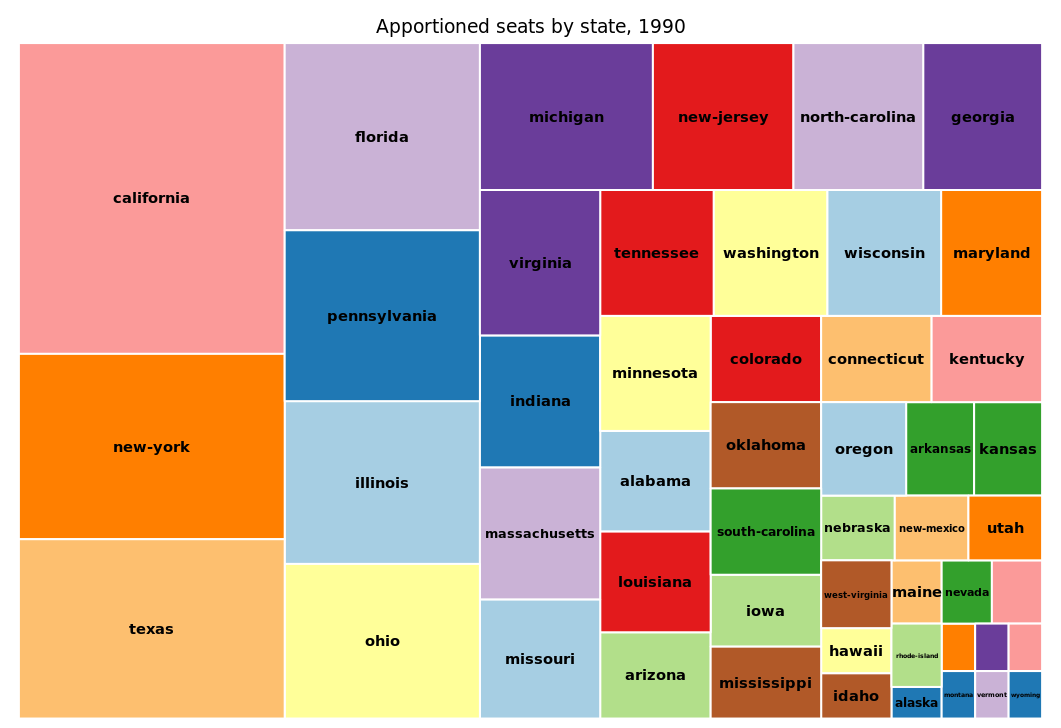 Apportioned seats by state, 1990
california
new-york
texas
florida
pennsylvania
illinois
ohio
michigan
new-jersey
north-carolina
georgia
virginia
indiana
massachusetts
missouri
tennessee
washington
wisconsin
maryland
minnesota
alabama
louisiana
arizona
colorado
oklahoma
south-carolina
iowa
mississippi
connecticut
kentucky
oregon
arkansas
kansas
nebraska
new-mexico
utah
west-virginia
hawaii
idaho
maine
nevada
rhode-island
alaska
montana
vermont
wyoming